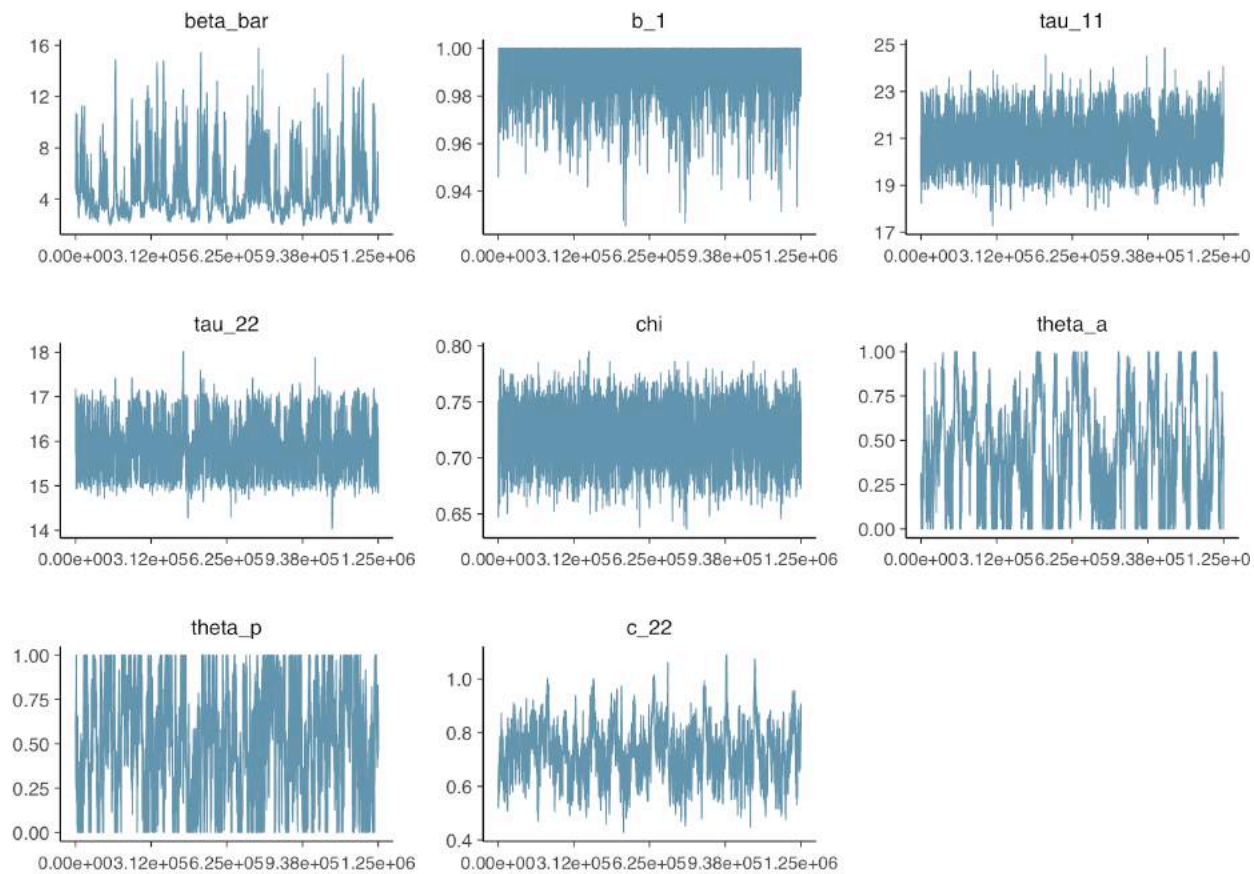 beta_bar
b_1
tau_11
16
12
8
4
1.00
0.98
0.96
0.94
25
23
21
19
17
0.00e+003.12e+056.25e+059.38e+051.25e+06
0.00e+003.12e+056.25e+059.38e+051.25e+06
0.00e+003.12e+056.25e+059.38e+051.25e+0
tau_22
chi
theta_a
18
17
16
15
14
0.80
0.75
0.70
0.65
1.00
0.75
0.50
0.25
0.00
0.00e+003.12e+056.25e+059.38e+051.25e+06
0.00e+003.12e+056.25e+059.38e+051.25e+06
0.00e+003.12e+056.25e+059.38e+051.25e+0
theta_p
c_22
1.00
0.75
0.50
0.25
0.00
1.0
0.8
0.6
0.4
0.00e+003.12e+056.25e+059.38e+051.25e+06
0.00e+003.12e+056.25e+059.38e+051.25e+06